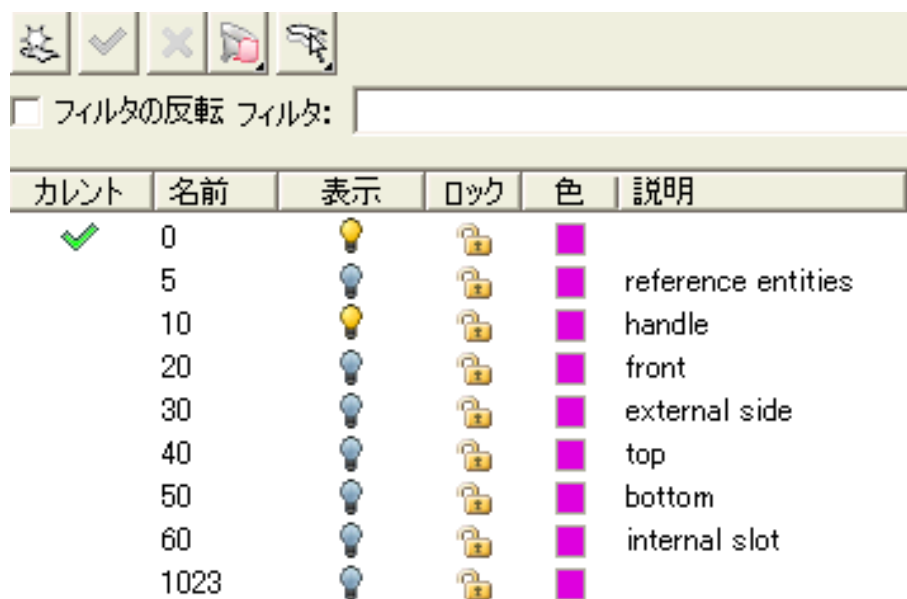 フィルタの反転 フィルタ:
カレント 名前 表示 ロック 色 説明
0
5 reference entities
10 handle
20 front
30 external side
40 top
50 bottom
60 internal slot
1023